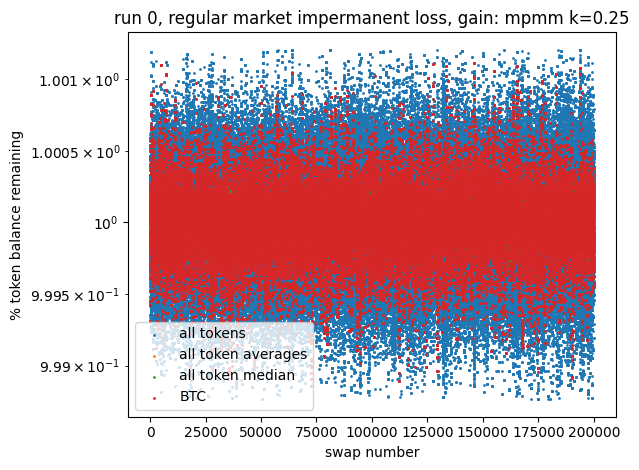 run 0, regular market impermanent loss, gain: mpmm k=0.25
% token balance remaining
1.001 × 10⁰
1.0005 × 10⁰
10⁰
9.995 × 10⁻¹
9.99 × 10⁻¹
all tokens
all token averages
all token median
BTC
0 25000 50000 75000 100000 125000 150000 175000 200000
swap number